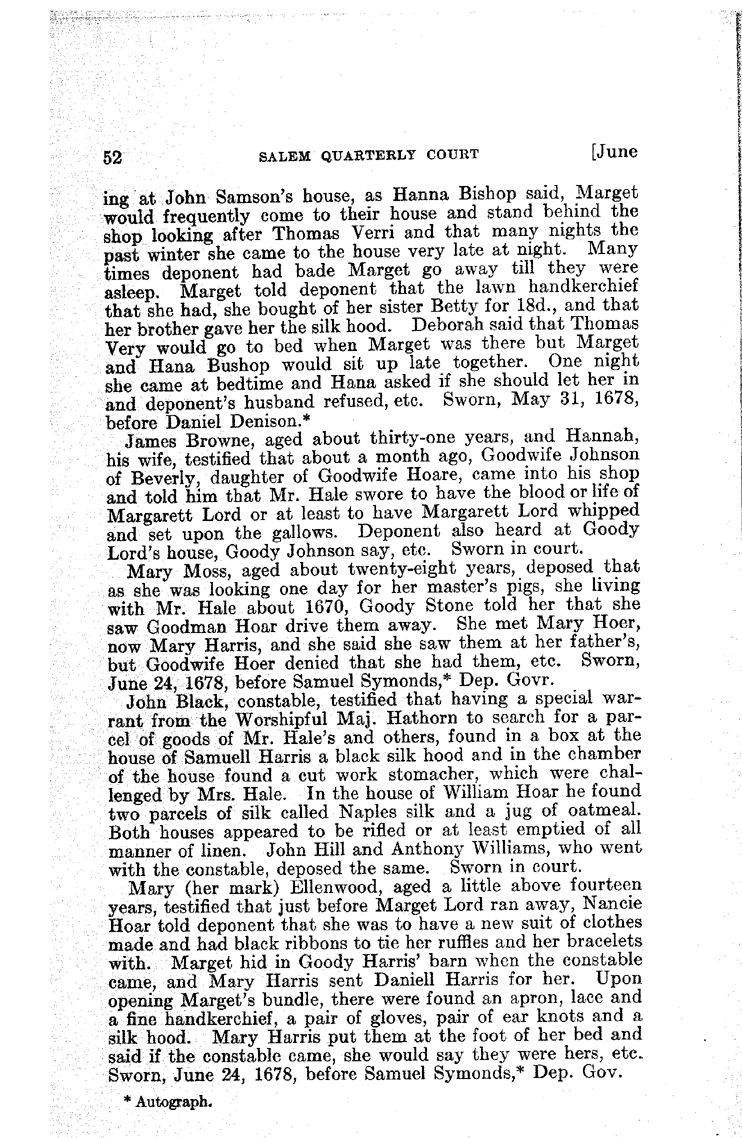 52 SALEM QUARTERLY COURT [June
ing at John Samson's house, as Hanna Bishop said, Marget
would frequently come to their house and stand behind the
shop looking after Thomas Verri and that many nights the
past winter she came to the house very late at night. Many
times deponent had bade Marget go away till they were
asleep. Marget told deponent that the lawn handkerchief
that she had, she bought of her sister Betty for 18d., and that
her brother gave her the silk hood. Deborah said that Thomas
Very would go to bed when Marget was there but Marget
and Hana Bushop would sit up late together. One night
she came at bedtime and Hana asked if she should let her in
and deponent's husband refused, etc. Sworn, May 31, 1678,
before Daniel Denison.*
James Browne, aged about thirty-one years, and Hannah,
his wife, testified that about a month ago, Goodwife Johnson
of Beverly, daughter of Goodwife Hoare, came into his shop
and told him that Mr. Hale swore to have the blood or life of
Margarett Lord or at least to have Margarett Lord whipped
and set upon the gallows. Deponent also heard at Goody
Lord's house, Goody Johnson say, etc. Sworn in court.
Mary Moss, aged about twenty-eight years, deposed that
as she was looking one day for her master's pigs, she living
with Mr. Hale about 1670, Goody Stone told her that she
saw Goodman Hoar drive them away. She met Mary Hoer,
now Mary Harris, and she said she saw them at her father's,
but Goodwife Hoer denied that she had them, etc. Sworn,
June 24, 1678, before Samuel Symonds,* Dep. Govr.
John Black, constable, testified that having a special war-
rant from the Worshipful Maj. Hathorn to search for a par-
cel of goods of Mr. Hale's and others, found in a box at the
house of Samuell Harris a black silk hood and in the chamber
of the house found a cut work stomacher, which were chal-
lenged by Mrs. Hale. In the house of William Hoar he found
two parcels of silk called Naples silk and a jug of oatmeal.
Both houses appeared to be rifled or at least emptied of all
manner of linen. John Hill and Anthony Williams, who went
with the constable, deposed the same. Sworn in court.
Mary (her mark) Ellenwood, aged a little above fourteen
years, testified that just before Marget Lord ran away, Nancie
Hoar told deponent that she was to have a new suit of clothes
made and had black ribbons to tie her ruffles and her bracelets
with. Marget hid in Goody Harris' barn when the constable
came, and Mary Harris sent Daniell Harris for her. Upon
opening Marget's bundle, there were found an apron, lace and
a fine handkerchief, a pair of gloves, pair of ear knots and a
silk hood. Mary Harris put them at the foot of her bed and
said if the constable came, she would say they were hers, etc.
Sworn, June 24, 1678, before Samuel Symonds,* Dep. Gov.
* Autograph.